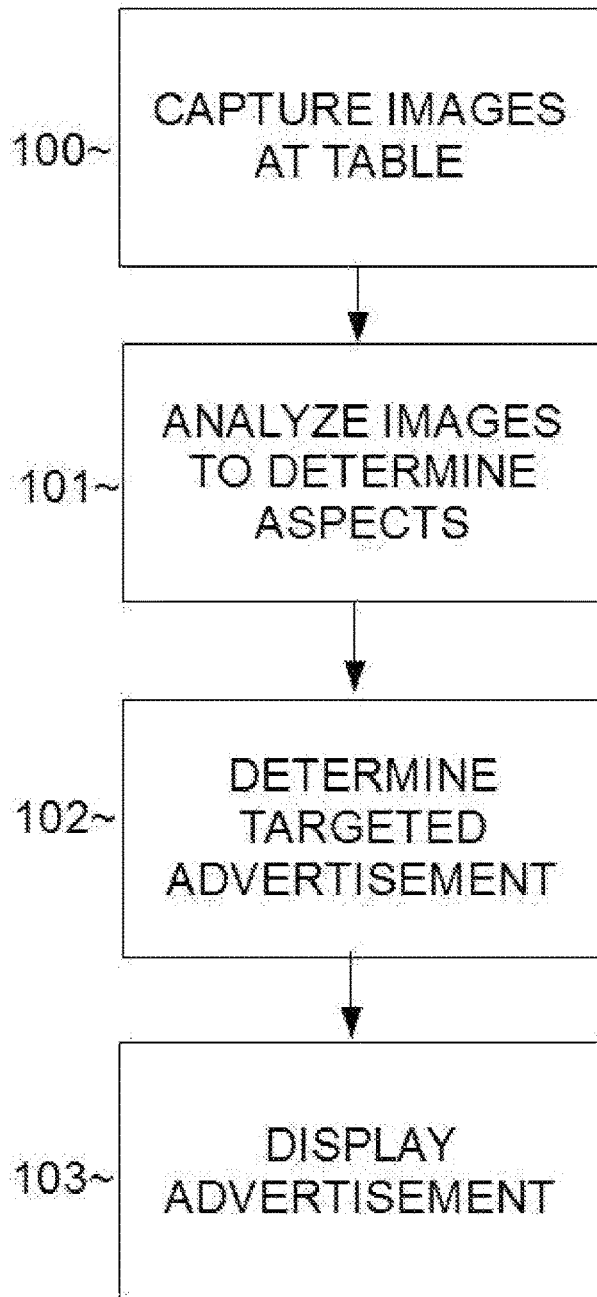 CAPTURE IMAGES
100~
AT TABLE
ANALYZE IMAGES
101~
TO DETERMINE
ASPECTS
DETERMINE
102~
TARGETED
ADVERTISEMENT
DISPLAY
103~
ADVERTISEMENT